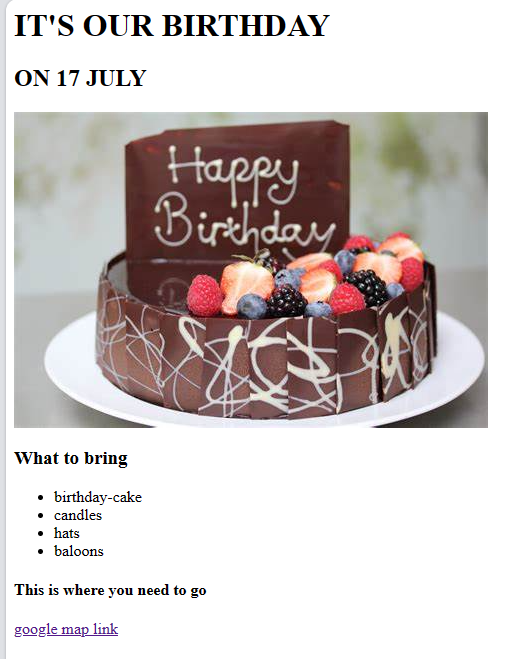 IT'S OUR BIRTHDAY
ON 17 JULY
Happy
Birthday
What to bring
birthday-cake
candles
hats
baloons
This is where you need to go
google map link